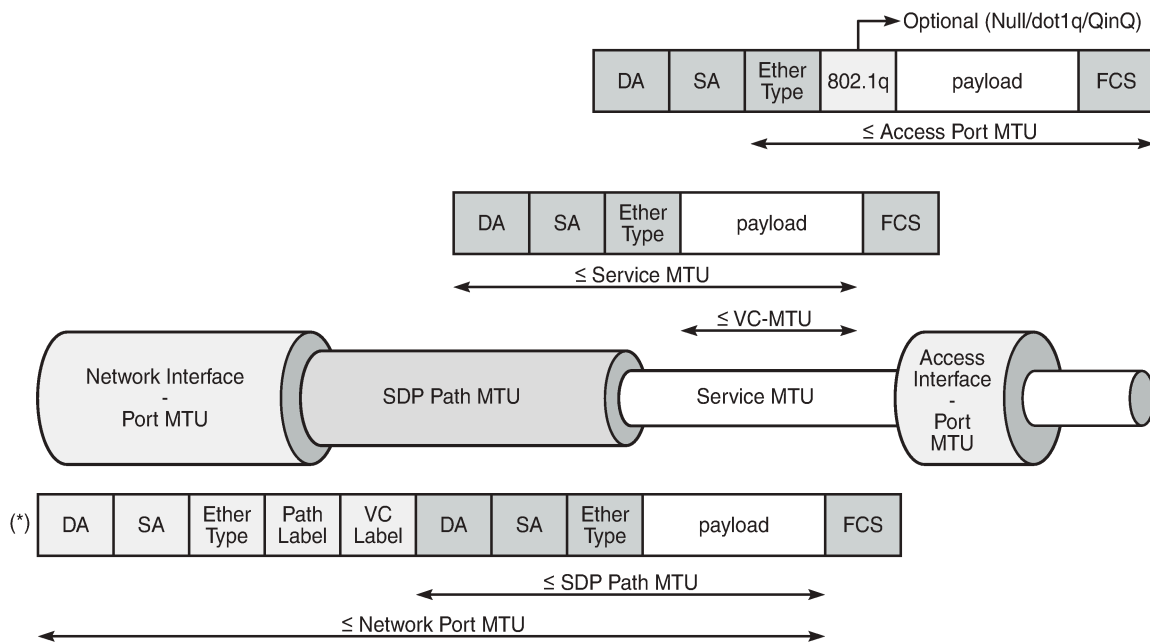 Optional (Null/dot1q/QinQ)
DA SA Ether Type 802.1q payload FCS
≤ Access Port MTU
DA SA Ether Type payload FCS
≤ Service MTU
≤ VC-MTU
Network Interface
-
Port MTU
SDP Path MTU
Service MTU
Access
Interface
-
Port
MTU
(*) DA SA Ether Type Path Label VC Label DA SA Ether Type payload FCS
≤ SDP Path MTU
≤ Network Port MTU